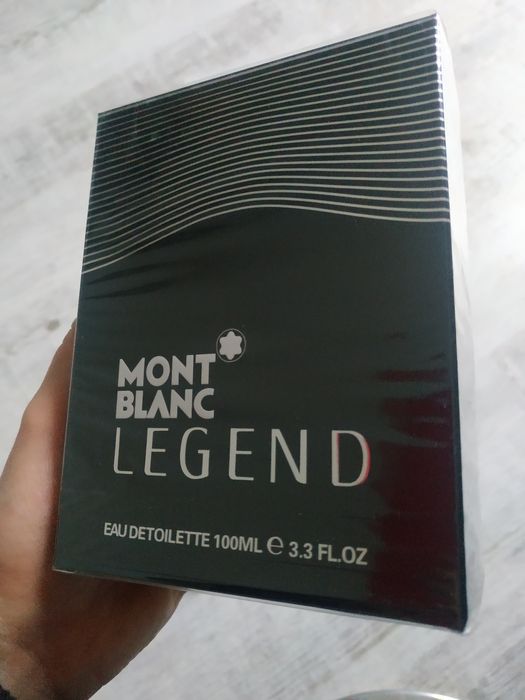 MONT
BLANC
LEGEND
EAU DETOILETTE 100ML e 3.3 FL.OZ